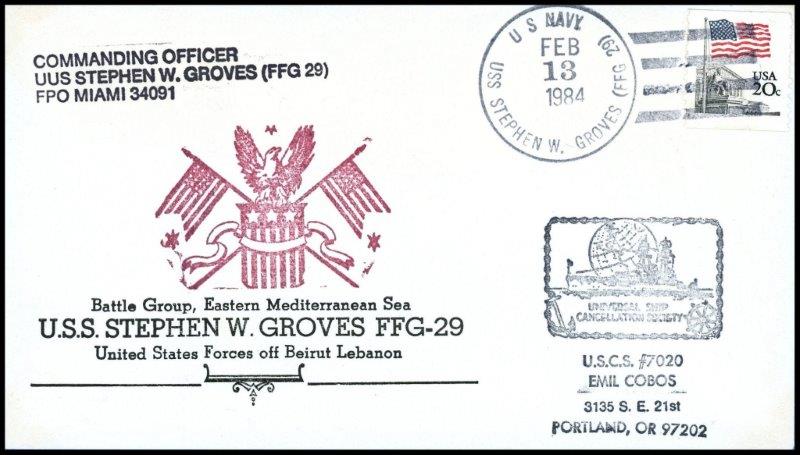 COMMANDING OFFICER
UUS STEPHEN W. GROVES (FFG 29)
FPO MIAMI 34091
U S NAVY
FEB
13
1984
USS STEPHEN W. GROVES (FFG 29)
USA
20c
Battle Group, Eastern Mediterranean Sea
U.S.S. STEPHEN W. GROVES FFG-29
United States Forces off Beirut Lebanon
UNIVERSAL SHIP
CANCELLATION SOCIETY
U.S.C.S. #7020
EMIL COBOS
3135 S. E. 21st
PORTLAND, OR 97202